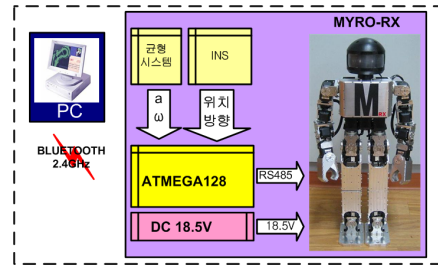 MYRO-RX
균형
시스템
INS
PC
a
ω
위치
방향
BLUETOOTH
2.4GHz
ATMEGA128
RS485
DC 18.5V
18.5V
M
RX